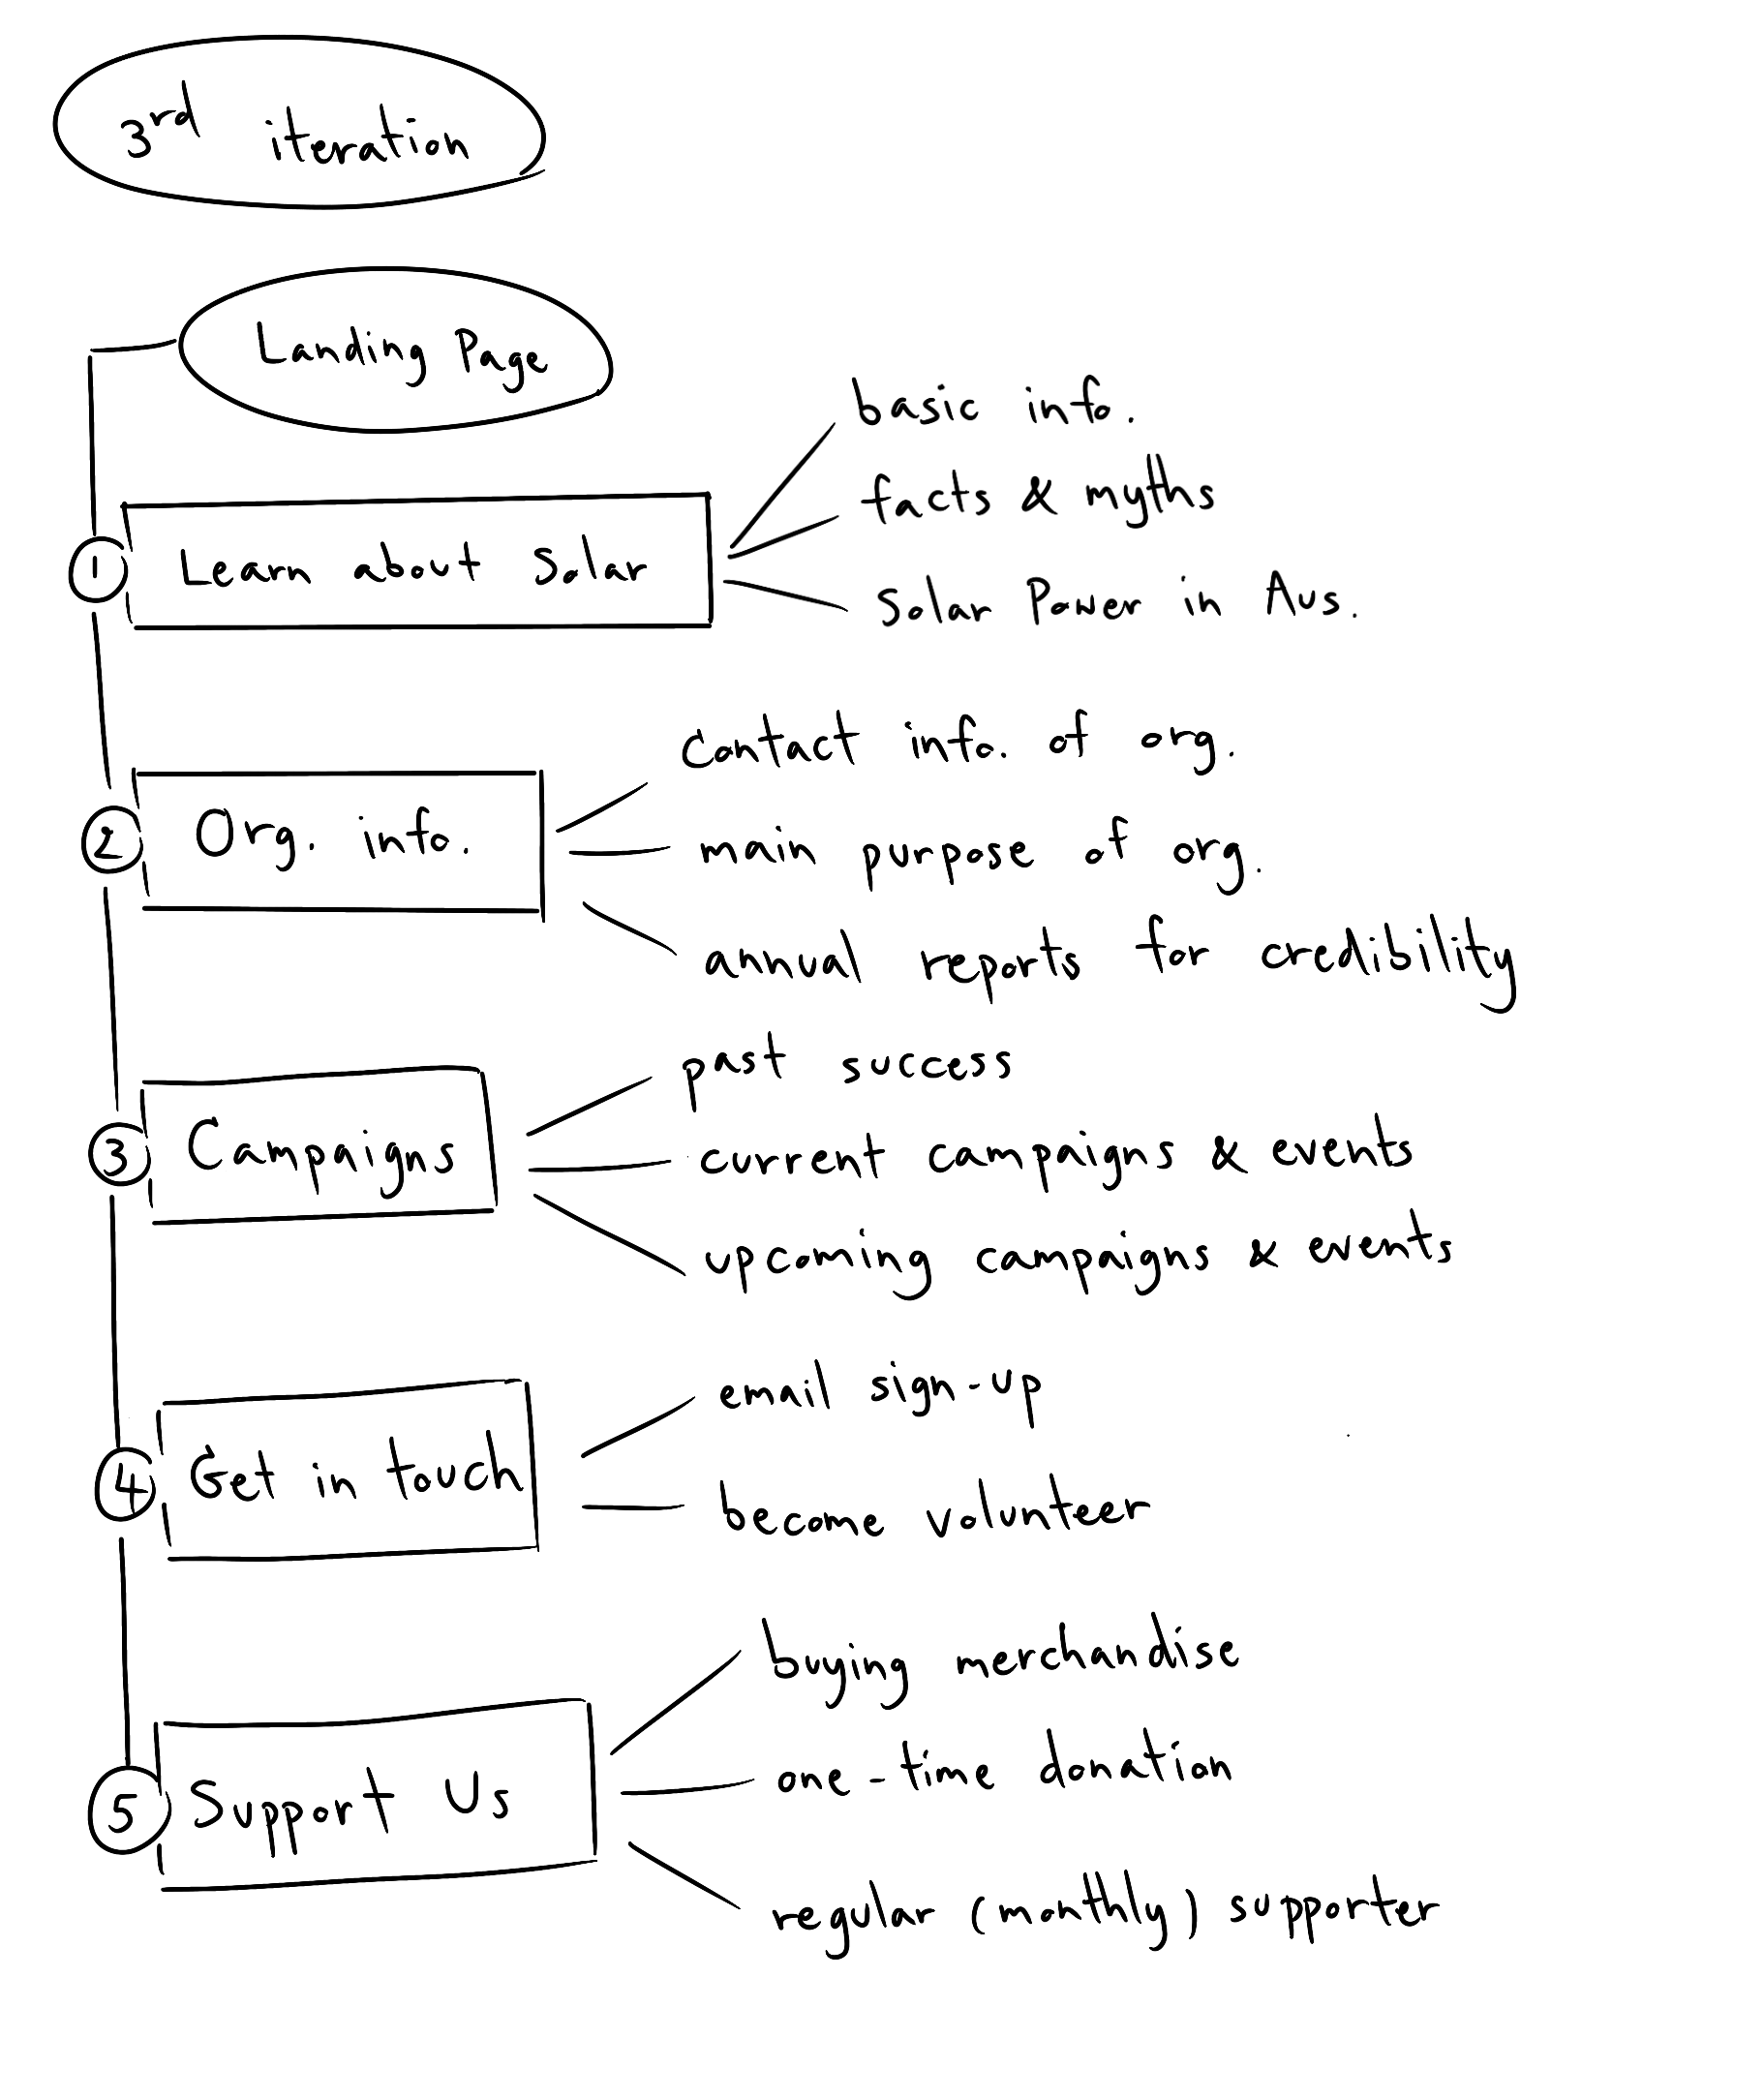 3rd iteration
Landing Page
1 Learn about Solar
basic info.
facts & myths
Solar Power in Aus.
2 Org. info.
Contact info. of org.
main purpose of org.
annual reports for credibility
3 Campaigns
past success
current campaigns & events
upcoming campaigns & events
4 Get in touch
email sign-up
become volunteer
5 Support Us
buying merchandise
one-time donation
regular (monthly) supporter